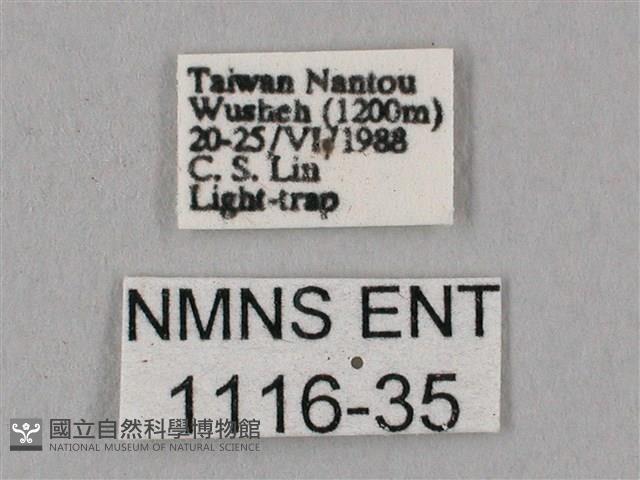 Taiwan Nantou
Wusheh (1200m)
20-25/VI/1988
C. S. Lin
Light-trap
NMNS ENT
1116-35
國立自然科學博物館
NATIONAL MUSEUM OF NATURAL SCIENCE